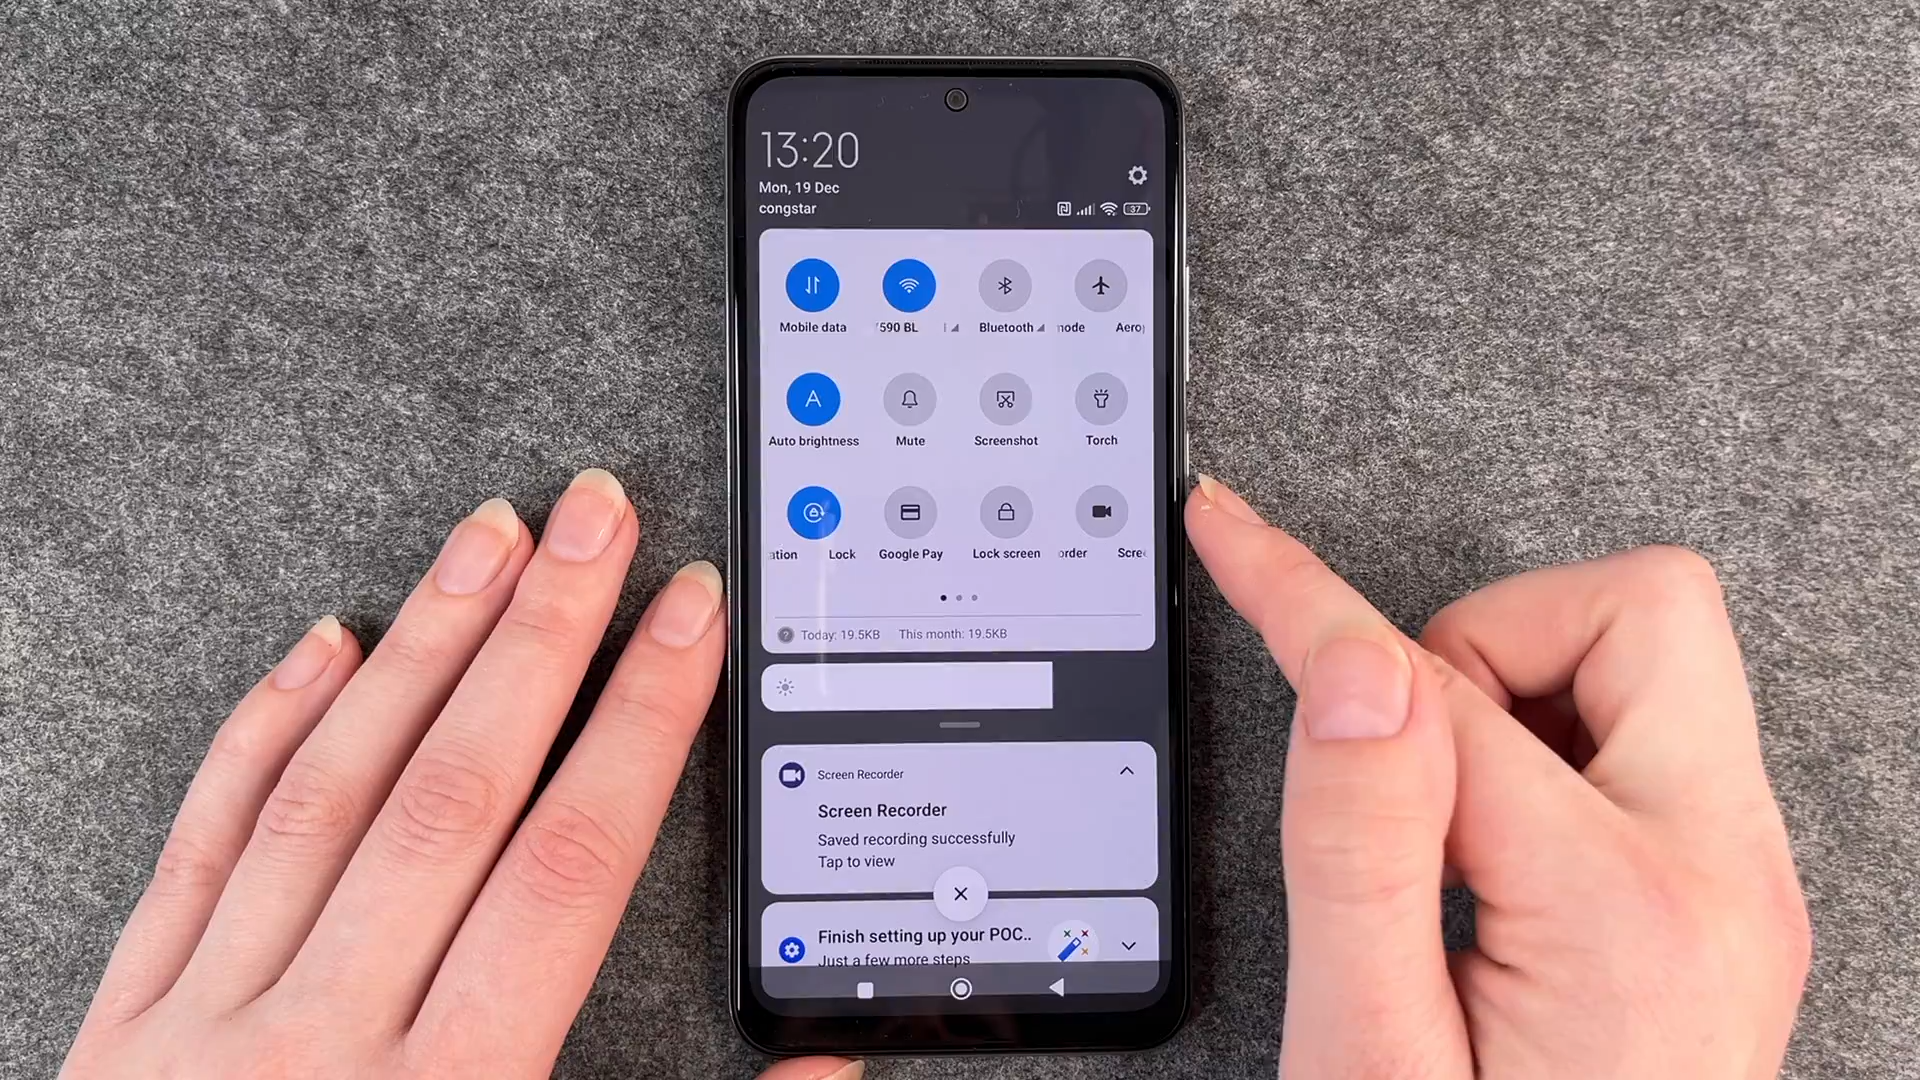 13:20
Mon, 19 Dec
congstar
37
Mobile data
590 BL
Bluetooth
mode Aero
A
Auto brightness
Mute
Screenshot
Torch
ation Lock
Google Pay
Lock screen
order Scre
Today: 19.5KB This month: 19.5KB
Screen Recorder
Screen Recorder
Saved recording successfully
Tap to view
Finish setting up your POC..
Just a few more steps